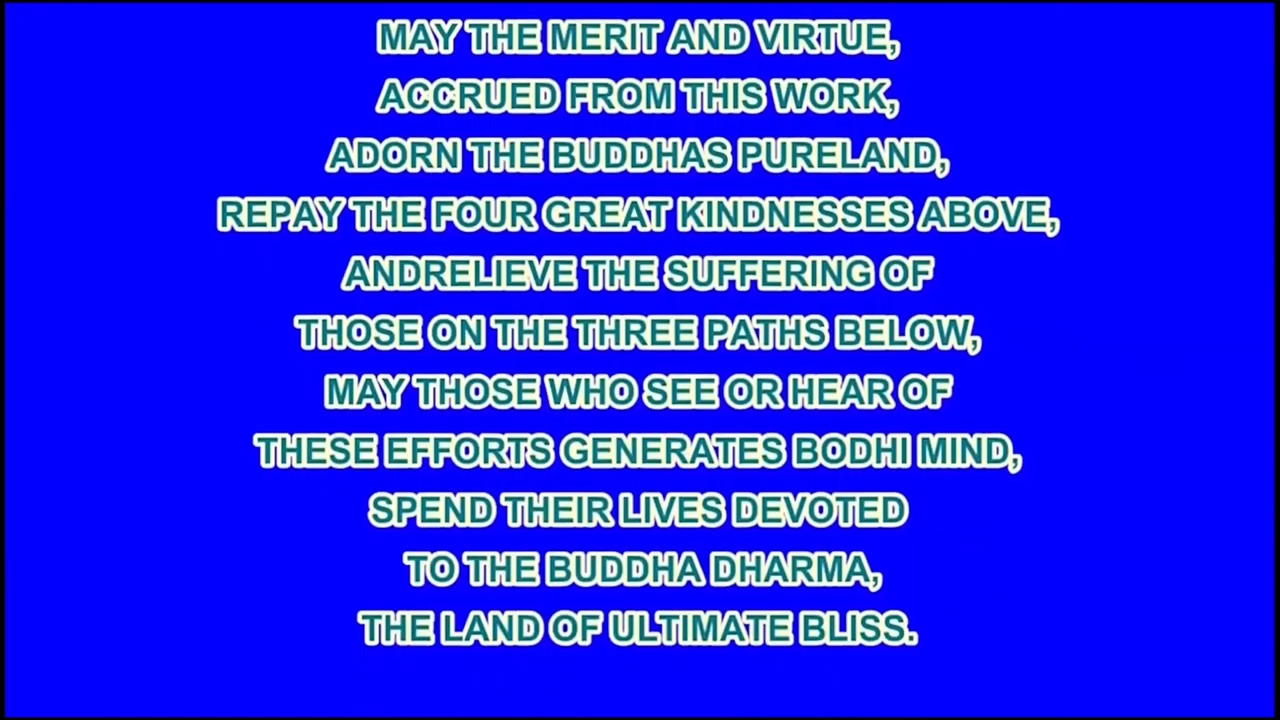 MAY THE MERIT AND VIRTUE,
ACCRUED FROM THIS WORK,
ADORN THE BUDDHAS PURELAND,
REPAY THE FOUR GREAT KINDNESSES ABOVE,
ANDRELIEVE THE SUFFERING OF
THOSE ON THE THREE PATHS BELOW,
MAY THOSE WHO SEE OR HEAR OF
THESE EFFORTS GENERATES BODHI MIND,
SPEND THEIR LIVES DEVOTED
TO THE BUDDHA DHARMA,
THE LAND OF ULTIMATE BLISS.